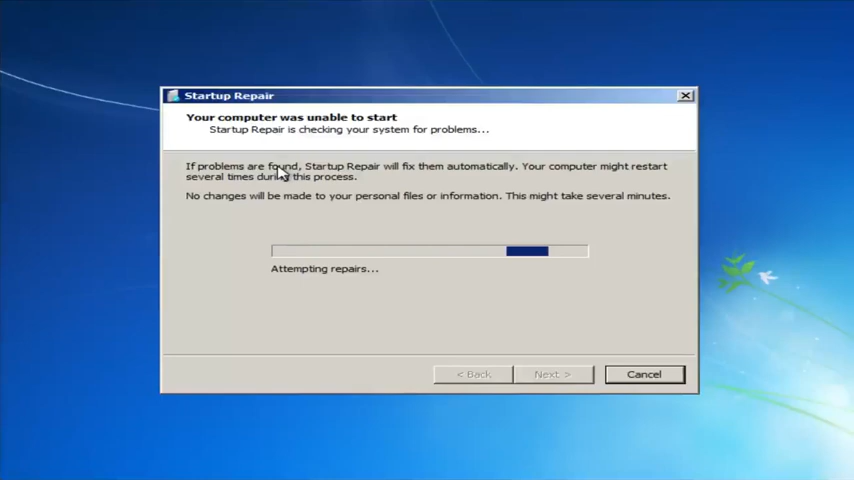 Startup Repair
Your computer was unable to start
Startup Repair is checking your system for problems...
If problems are found, Startup Repair will fix them automatically. Your computer might restart
several times during this process.
No changes will be made to your personal files or information. This might take several minutes.
Attempting repairs...
< Back
Next >
Cancel